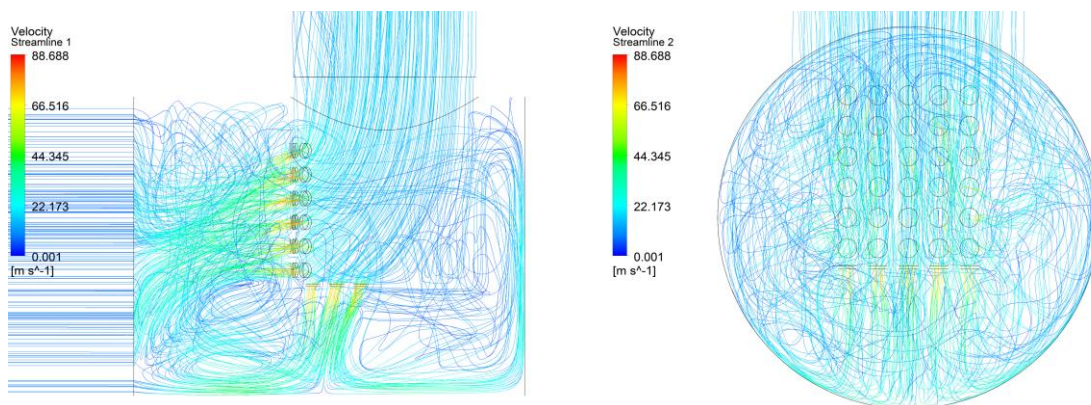 Velocity
Streamline 1
88.688
66.516
44.345
22.173
0.001
[m s^-1]
Velocity
Streamline 2
88.688
66.516
44.345
22.173
0.001
[m s^-1]